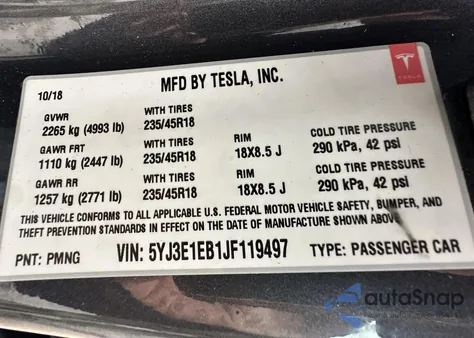 MFD BY TESLA, INC.
TESLA
10/18
GVWR WITH TIRES
2265 kg (4993 lb) 235/45R18
GAWR FRT WITH TIRES RIM COLD TIRE PRESSURE
1110 kg (2447 lb) 235/45R18 18X8.5 J 290 kPa, 42 psi
GAWR RR WITH TIRES RIM COLD TIRE PRESSURE
1257 kg (2771 lb) 235/45R18 18X8.5 J 290 kPa, 42 psi
THIS VEHICLE CONFORMS TO ALL APPLICABLE U.S. FEDERAL MOTOR VEHICLE SAFETY, BUMPER, AND
THEFT PREVENTION STANDARDS IN EFFECT ON THE DATE OF MANUFACTURE SHOWN ABOVE
PNT: PMNG VIN: 5YJ3E1EB1JF119497 TYPE: PASSENGER CAR
autoSnap